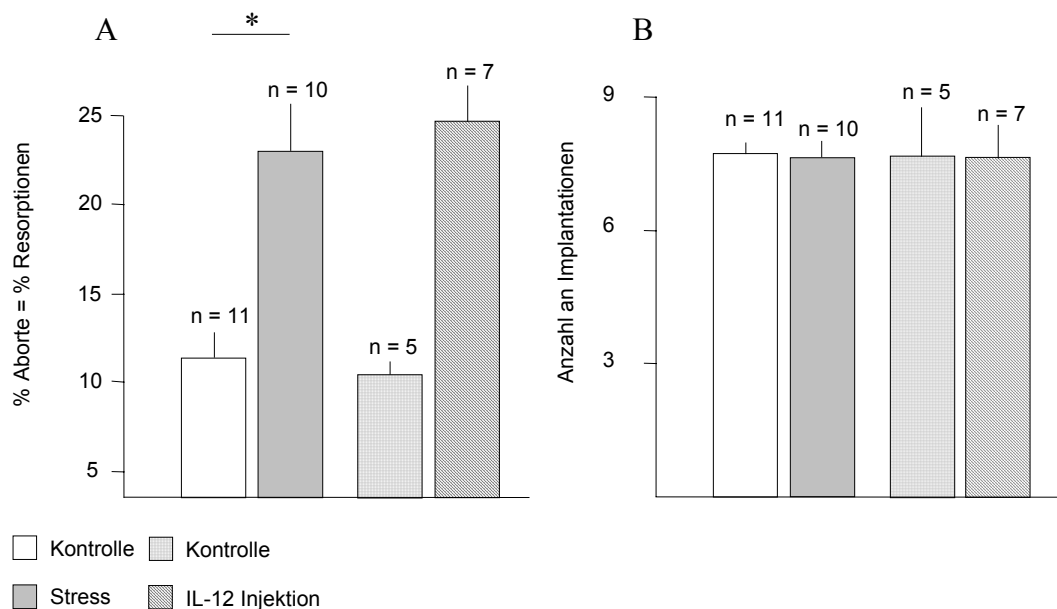 A
*
% Aborte = % Resorptionen
25
20
15
10
5
n = 11
n = 10
n = 5
n = 7
B
Anzahl an Implantationen
9
6
3
n = 11
n = 10
n = 5
n = 7
Kontrolle
Kontrolle
Stress
IL-12 Injektion